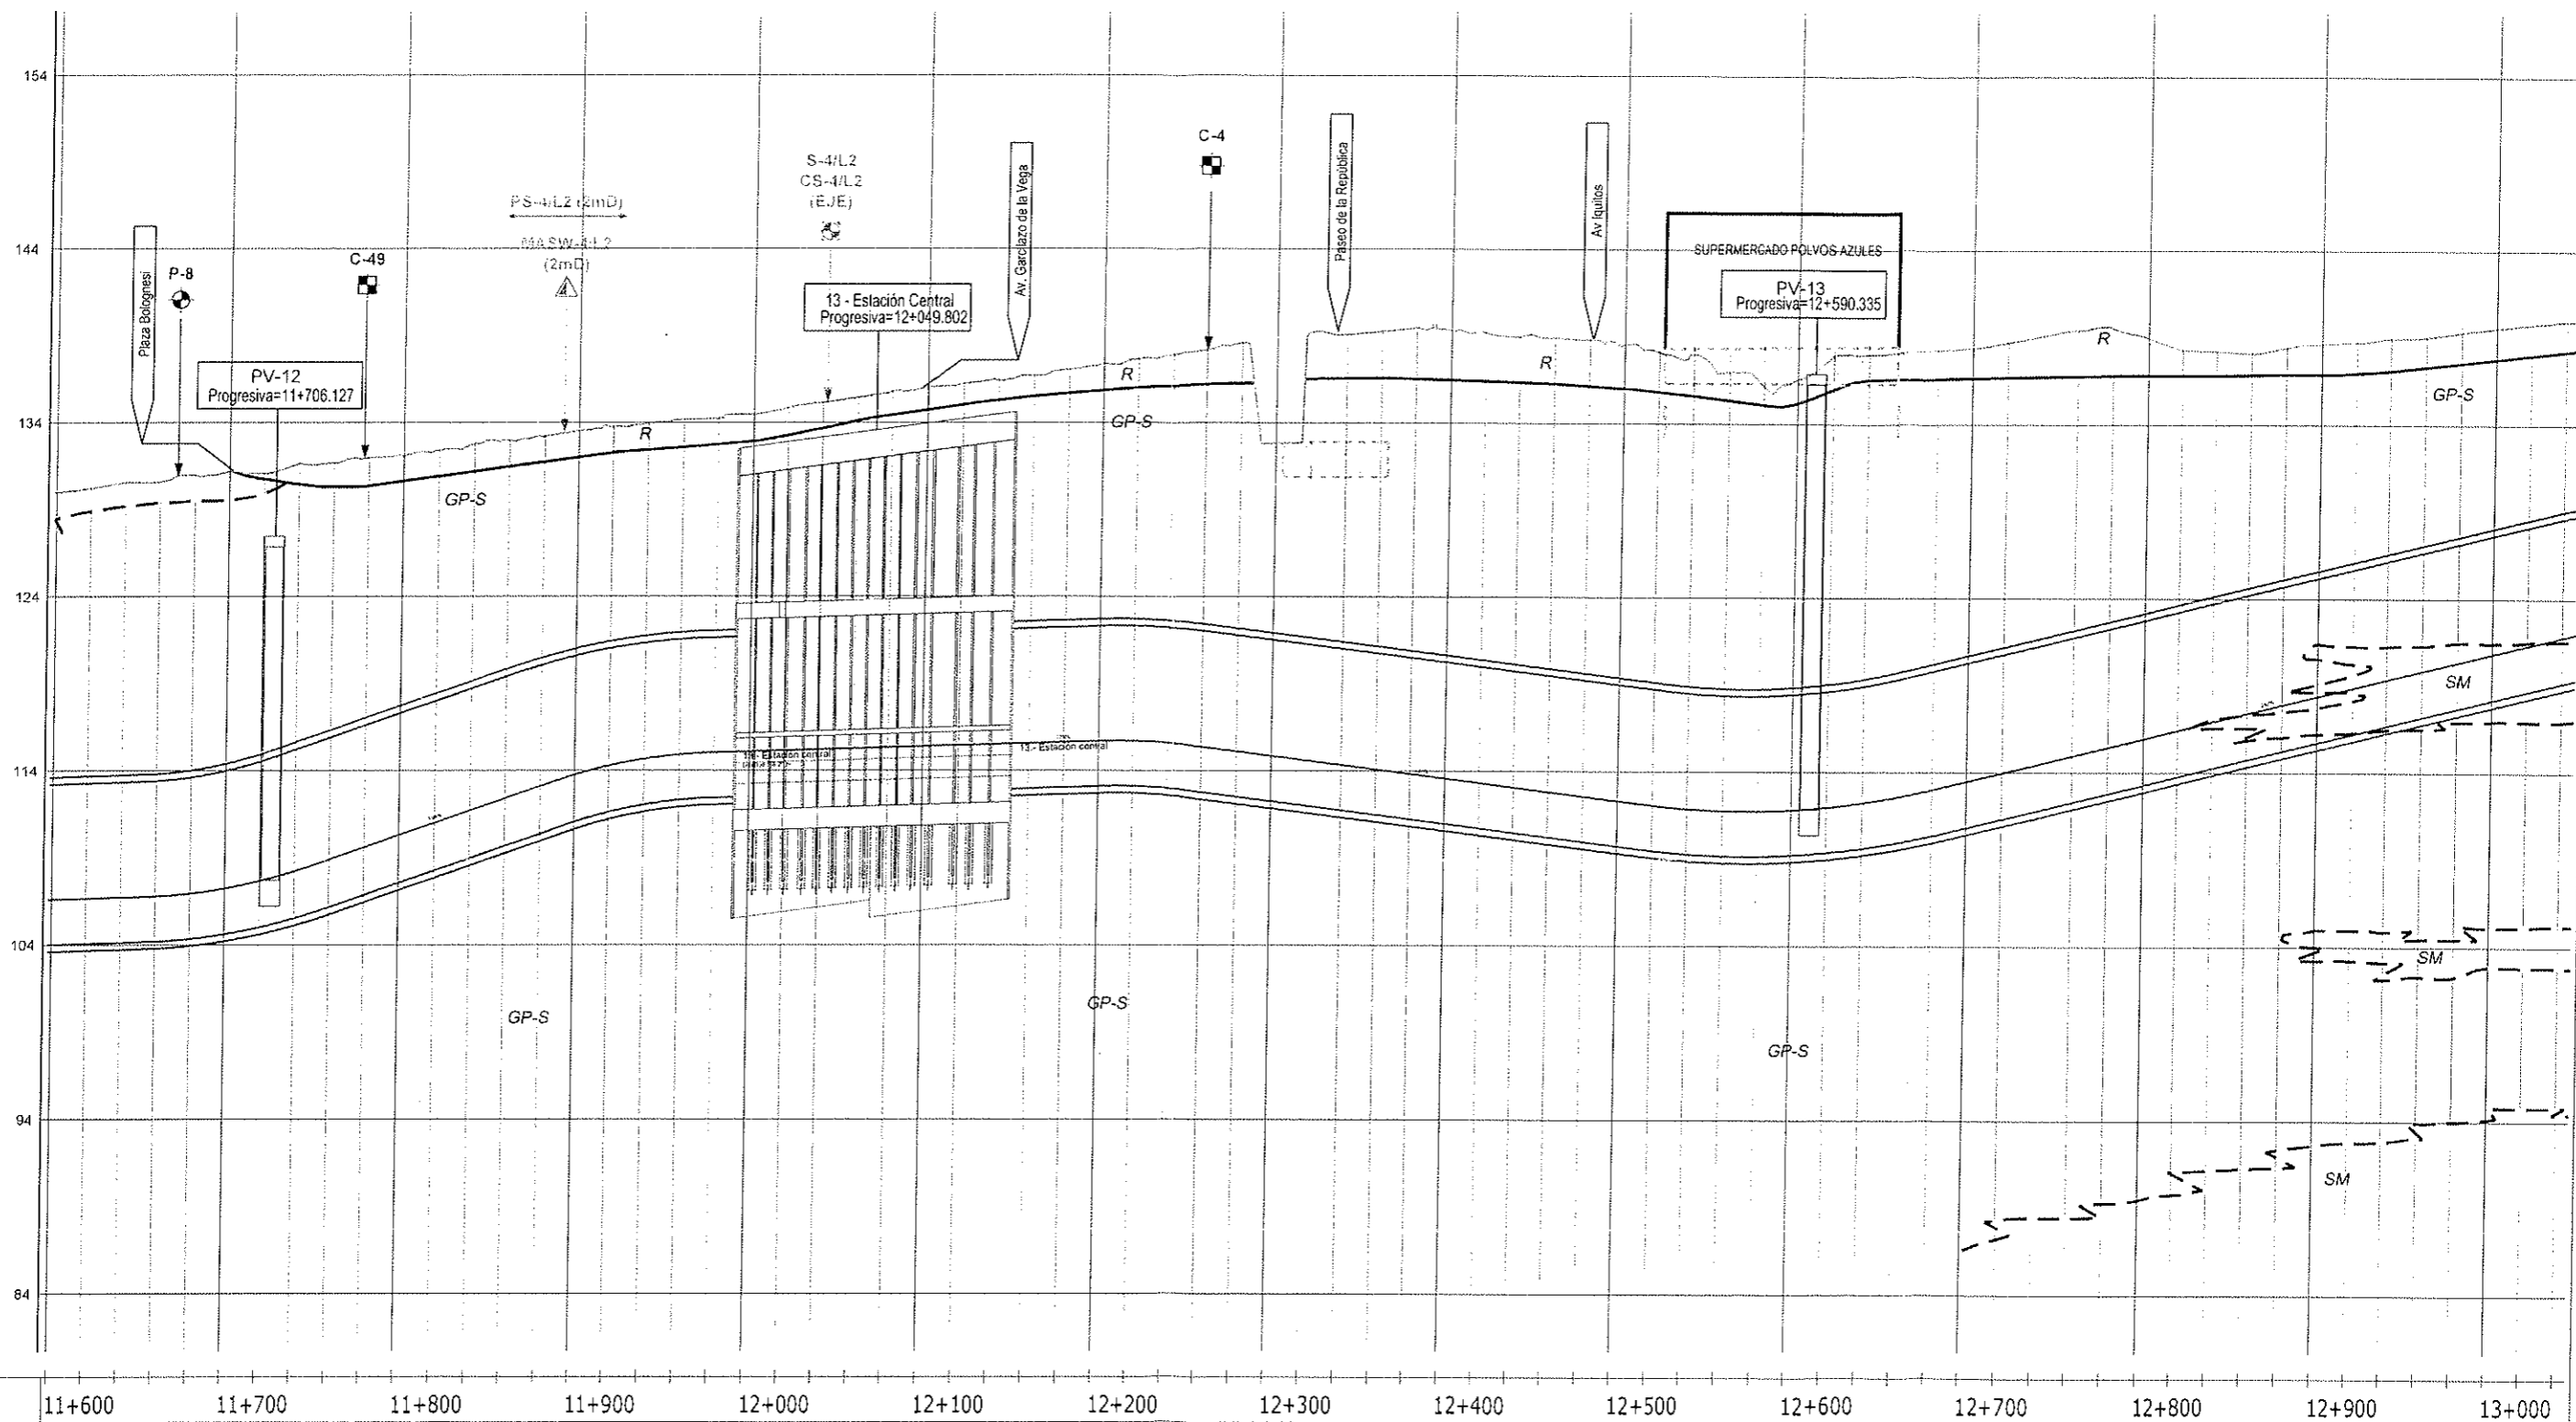 154
144
134
124
114
104
94
84
Plaza Bolognesi
P-8
PV-12
Progresiva=11+706.127
C-49
PS-4/L2 (2mD)
MASW-4/L2
(2mD)
S-4/L2
CS-4/L2
(EJE)
13 - Estación Central
Progresiva=12+049.802
Av. Garcilazo de la Vega
C-4
Paseo de la República
Av Iquitos
SUPERMERCADO POLVOS AZULES
PV-13
Progresiva=12+590.335
R
R
R
R
GP-S
GP-S
GP-S
13.- Estación central
13.- Estación central
SM
SM
GP-S
GP-S
GP-S
SM
11+600
11+700
11+800
11+900
12+000
12+100
12+200
12+300
12+400
12+500
12+600
12+700
12+800
12+900
13+000